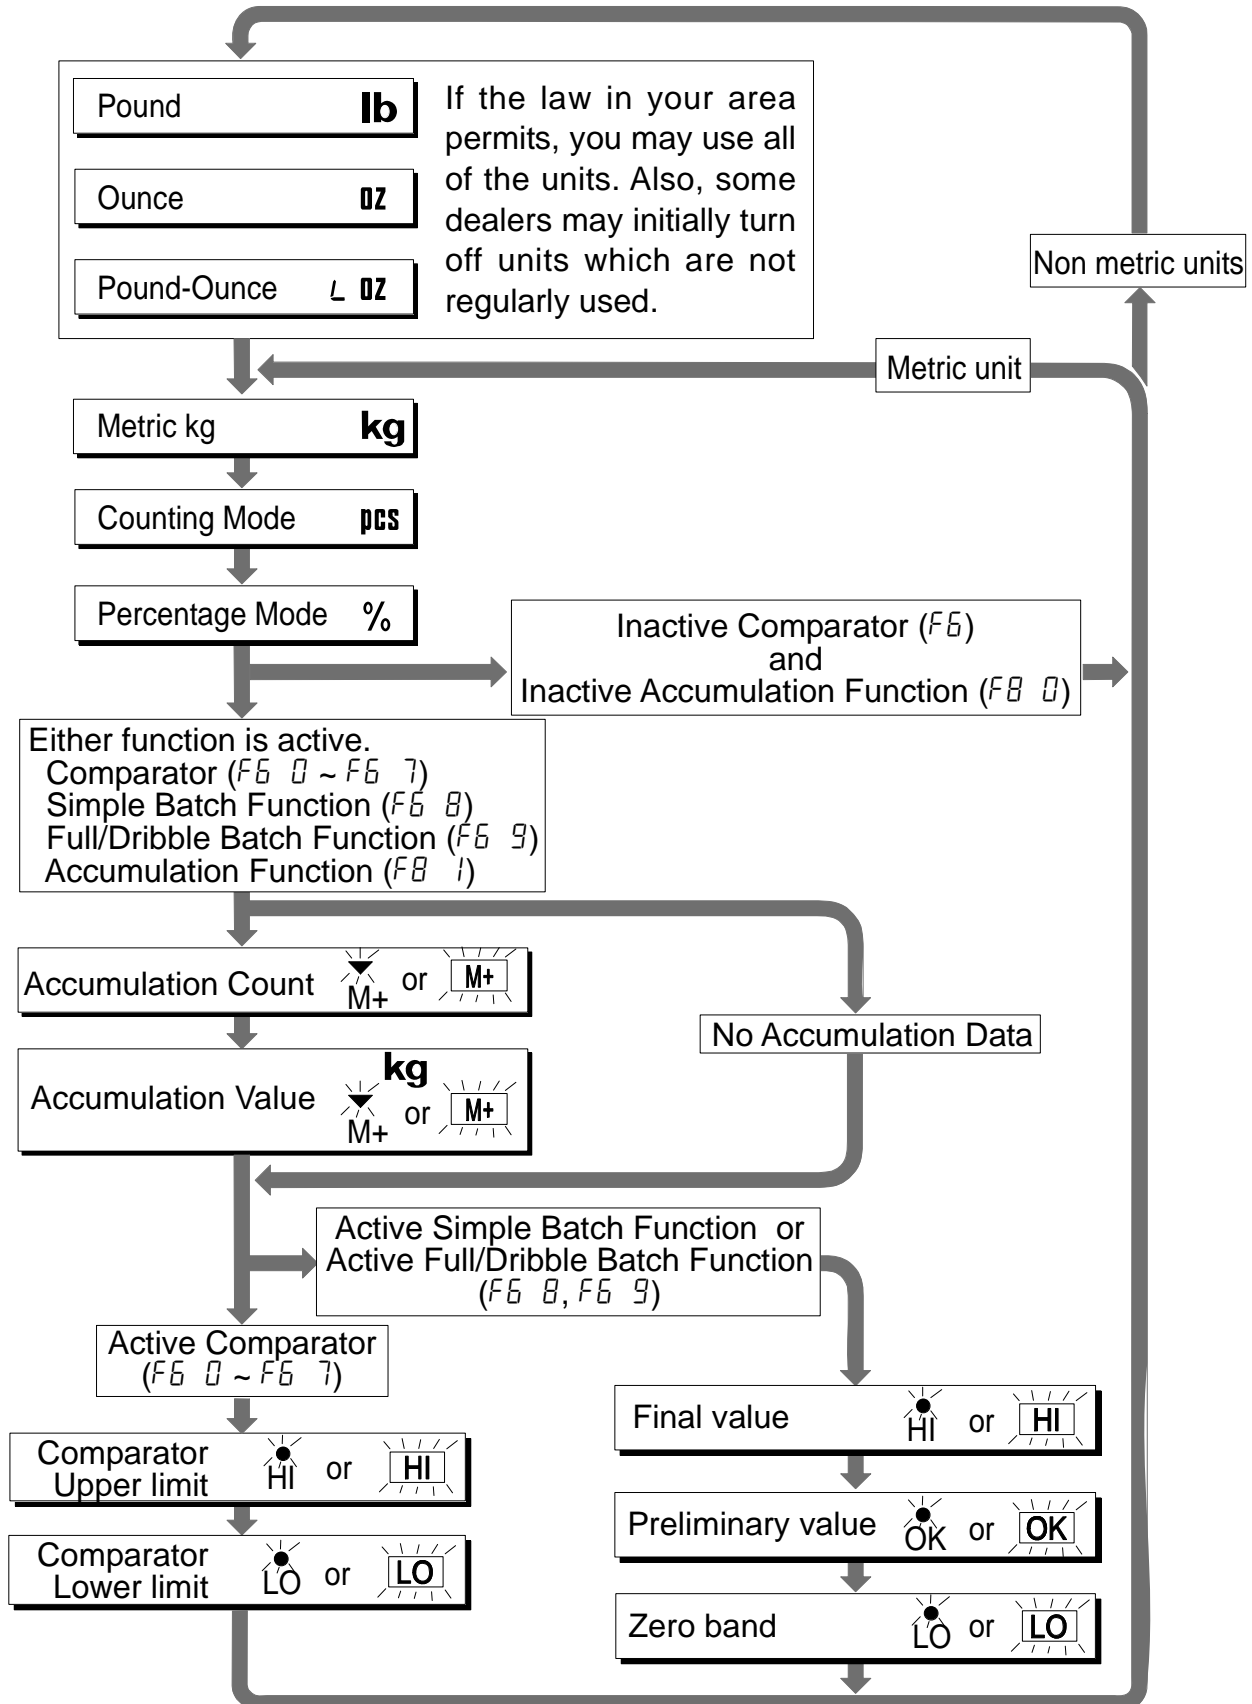 Pound lb
Ounce oz
Pound-Ounce L oz
If the law in your area
permits, you may use all
of the units. Also, some
dealers may initially turn
off units which are not
regularly used.
Non metric units
Metric unit
Metric kg kg
Counting Mode pcs
Percentage Mode %
Inactive Comparator (F6)
and
Inactive Accumulation Function (F8 0)
Either function is active.
Comparator (F6 0 ~ F6 7)
Simple Batch Function (F6 8)
Full/Dribble Batch Function (F6 9)
Accumulation Function (F8 1)
Accumulation Count M+ or M+
No Accumulation Data
kg
Accumulation Value M+ or M+
Active Simple Batch Function or
Active Full/Dribble Batch Function
(F6 8, F6 9)
Active Comparator
(F6 0 ~ F6 7)
Comparator
Upper limit HI or HI
Comparator
Lower limit LO or LO
Final value HI or HI
Preliminary value OK or OK
Zero band LO or LO